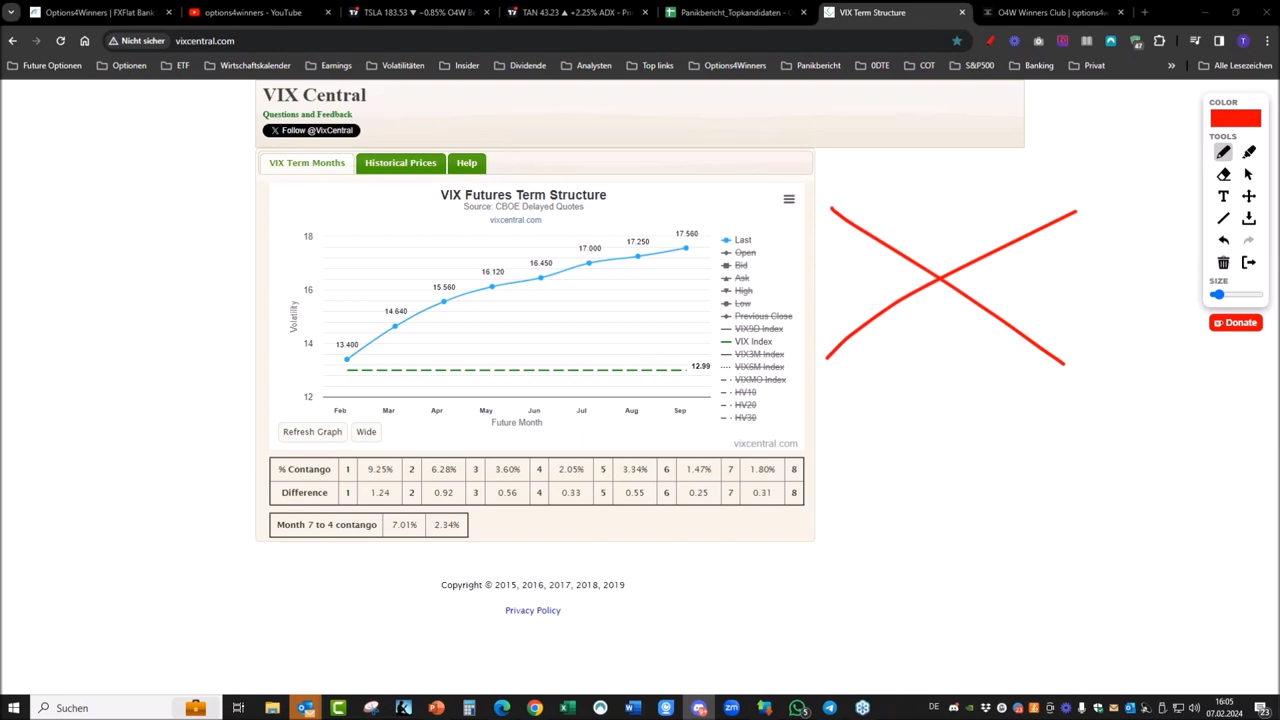 Options4Winners | FXFlat Bank
options4winners - YouTube
TSLA 183.53 ▼ −0.85% O4W B
TAN 43.23 ▲ +2.25% ADX
Panikbericht_Topkandidaten
VIX Term Structure
O4W Winners Club | options4w
Nicht sicher
vixcentral.com
Future Optionen
Optionen
ETF
Wirtschaftskalender
Earnings
Volatilitäten
Insider
Dividende
Analysten
Top links
Options4Winners
Panikbericht
0DTE
COT
S&P500
Banking
Privat
»
Alle Lesezeichen
VIX Central
Questions and Feedback
X Follow @VixCentral
VIX Term Months
Historical Prices
Help
VIX Futures Term Structure
Source: CBOE Delayed Quotes
vixcentral.com
Volatility
18
16
14
12
13.400
14.640
15.560
16.120
16.450
17.000
17.250
17.560
12.99
Feb Mar Apr May Jun Jul Aug Sep
Future Month
Last
Open
Bid
Ask
High
Low
Previous Close
VIX9D Index
VIX Index
VIX3M Index
VIX6M Index
VIXMO Index
HV10
HV20
HV30
Refresh Graph
Wide
vixcentral.com
% Contango 1 9.25% 2 6.28% 3 3.60% 4 2.05% 5 3.34% 6 1.47% 7 1.80% 8
Difference 1 1.24 2 0.92 3 0.56 4 0.33 5 0.55 6 0.25 7 0.31 8
Month 7 to 4 contango 7.01% 2.34%
Copyright © 2015, 2016, 2017, 2018, 2019
Privacy Policy
COLOR
TOOLS
T
SIZE
Donate
Suchen
DE
16:05
07.02.2024